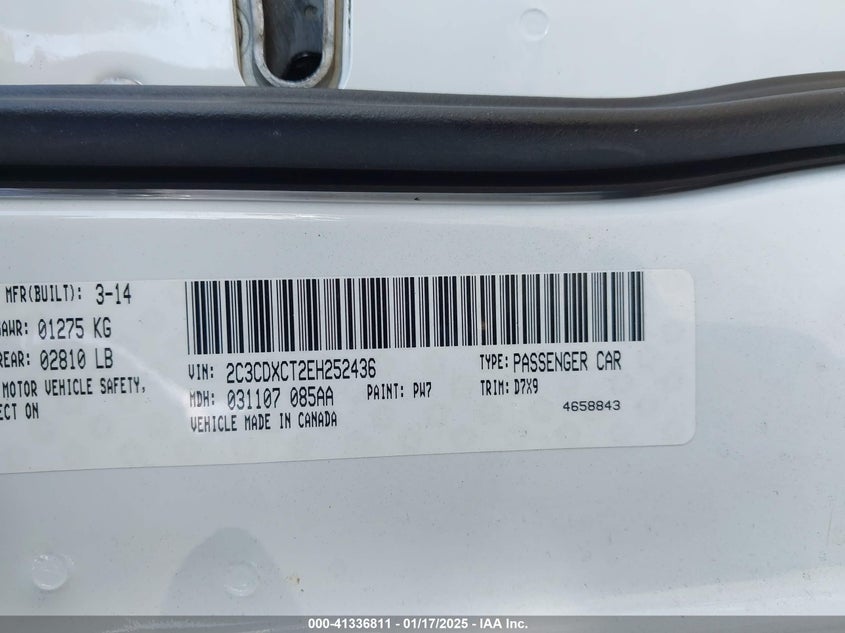 MFR(BUILT): 3-14
GAWR: 01275 KG
REAR: 02810 LB
MOTOR VEHICLE SAFETY,
ECT ON
VIN: 2C3CDXCT2EH252436
TYPE: PASSENGER CAR
MDH: 031107 085AA
PAINT: PW7
TRIM: D7X9
VEHICLE MADE IN CANADA
4658843
000-41336811 — 01/17/2025 - IAA Inc.